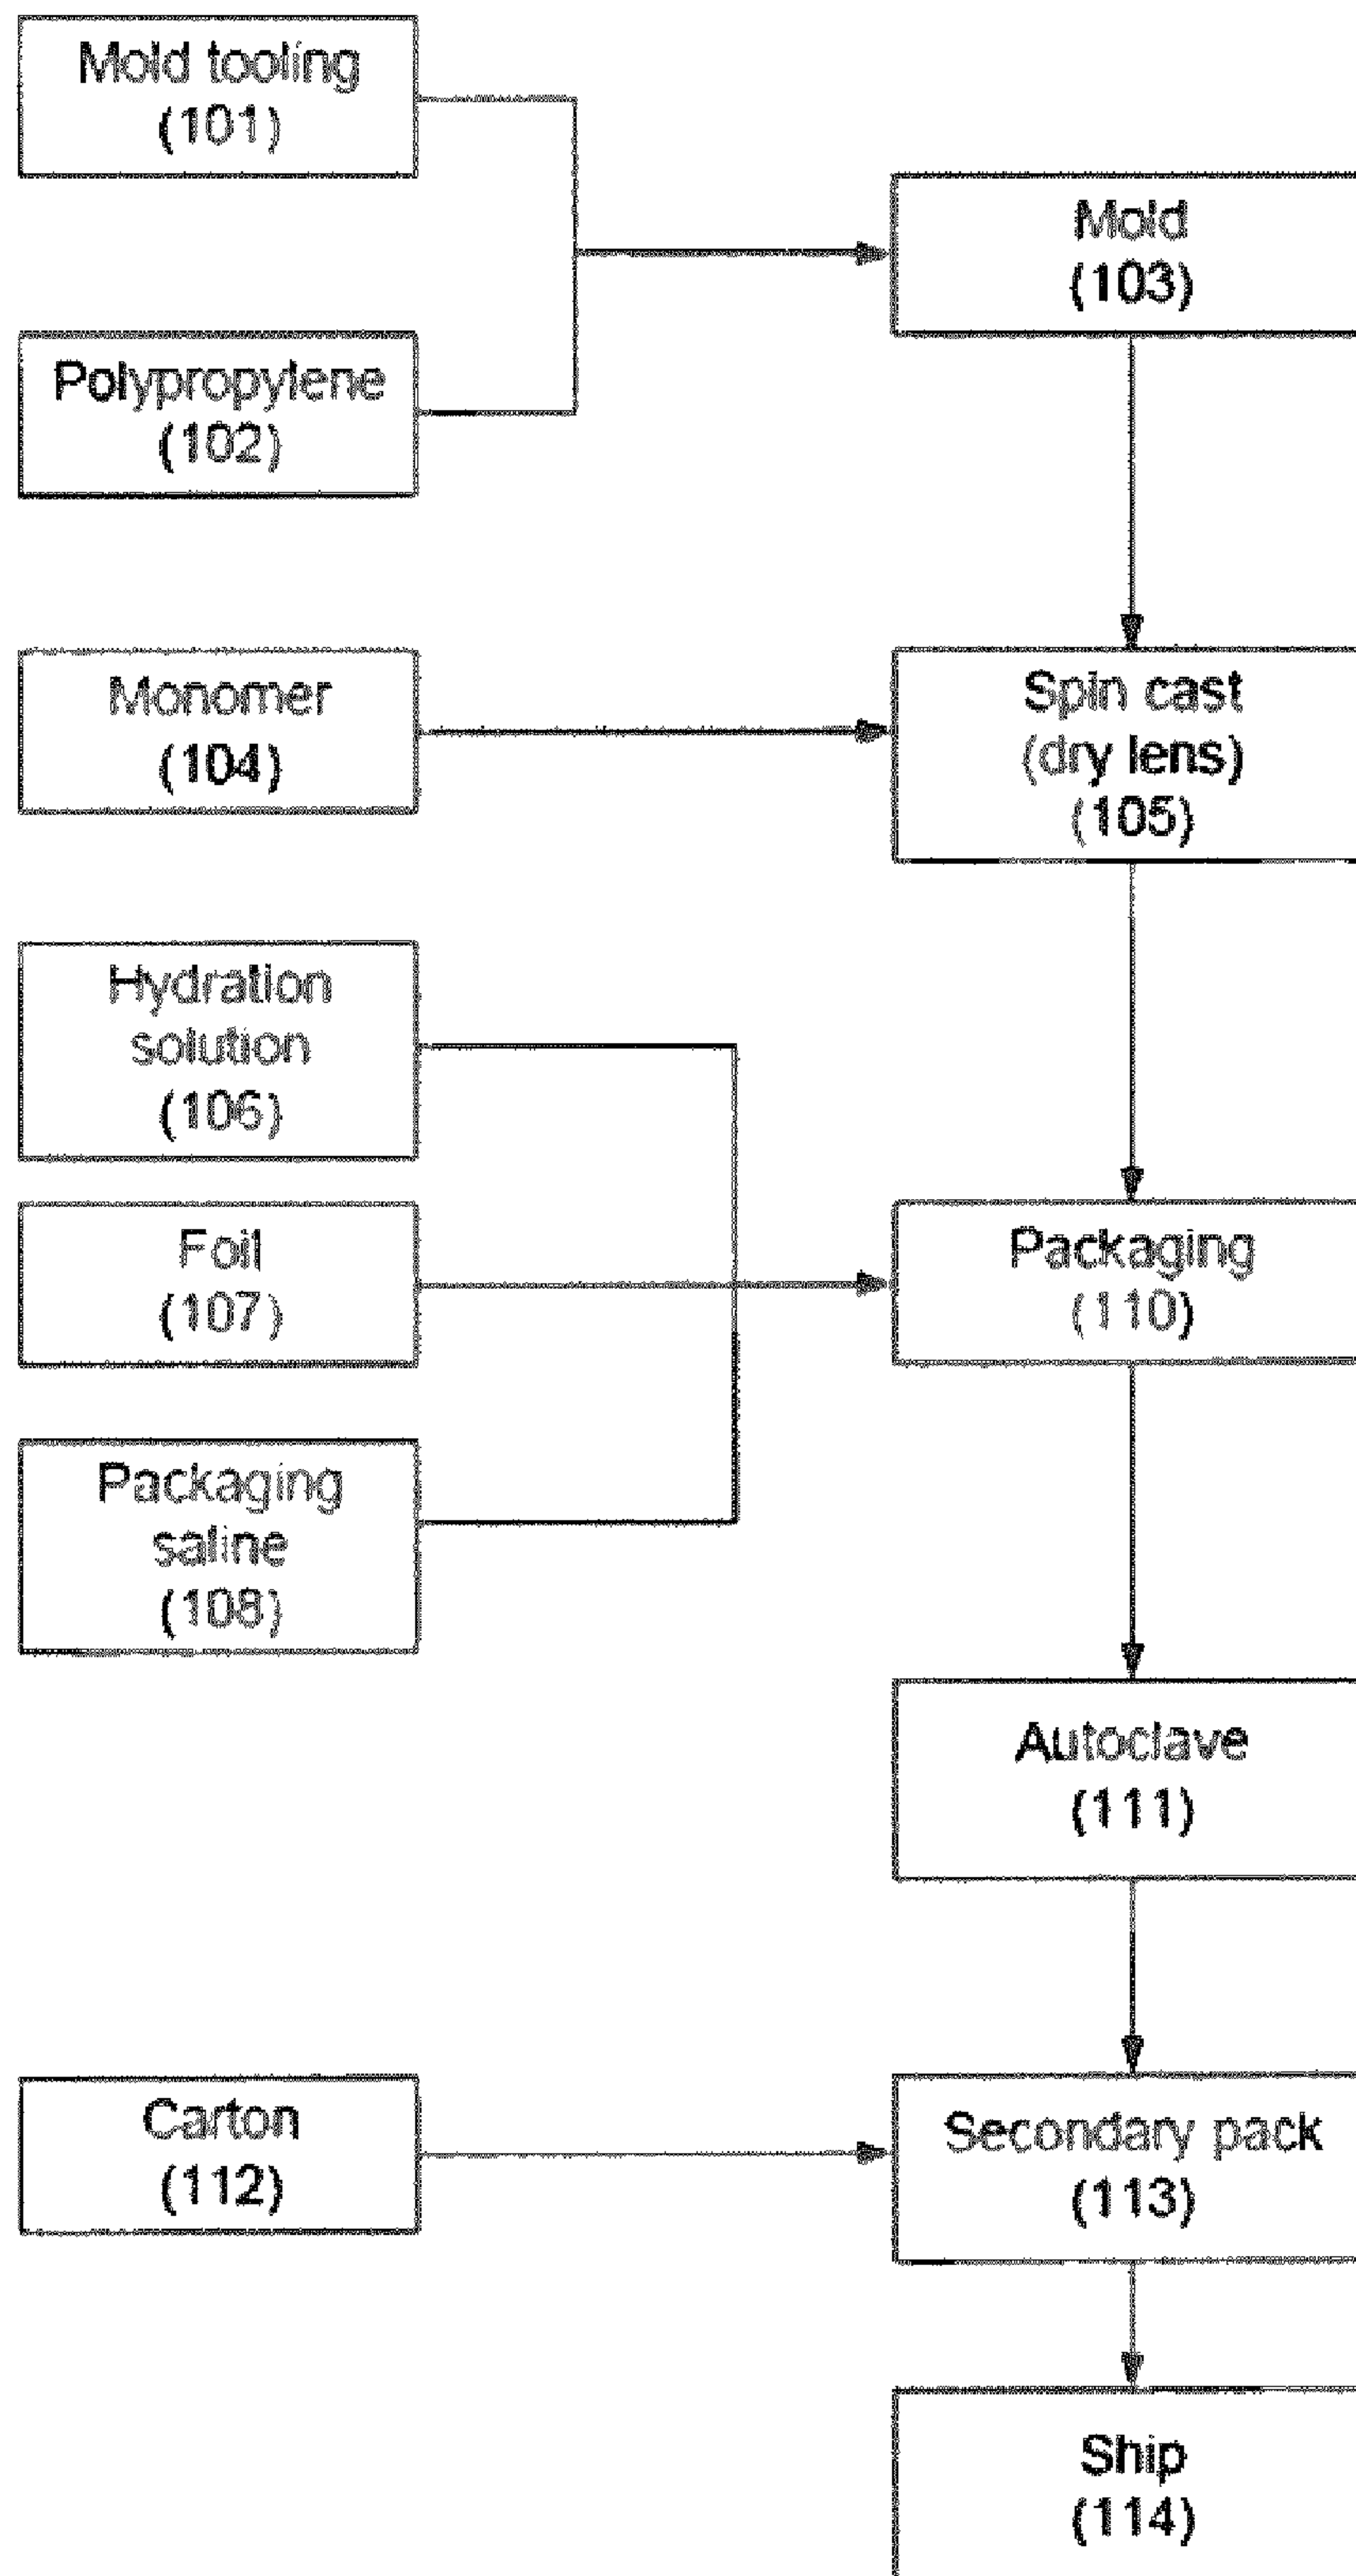 Mold tooling
(101)
Mold
(103)
Polypropylene
(102)
Monomer
(104)
Spin cast
(dry lens)
(105)
Hydration
solution
(106)
Foil
(107)
Packaging
(110)
Packaging
saline
(108)
Autoclave
(111)
Carton
(112)
Secondary pack
(113)
Ship
(114)